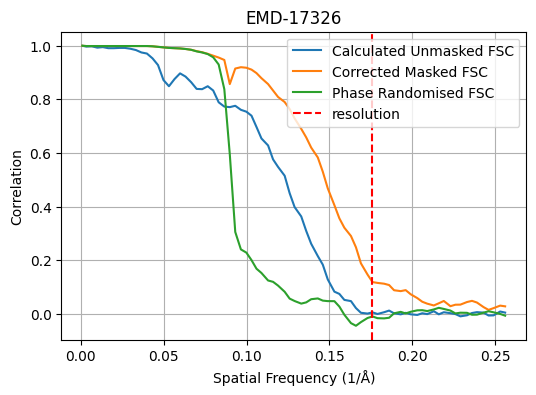 EMD-17326
Calculated Unmasked FSC
Corrected Masked FSC
Phase Randomised FSC
resolution
Correlation
1.0
0.8
0.6
0.4
0.2
0.0
0.00
0.05
0.10
0.15
0.20
0.25
Spatial Frequency (1/Å)